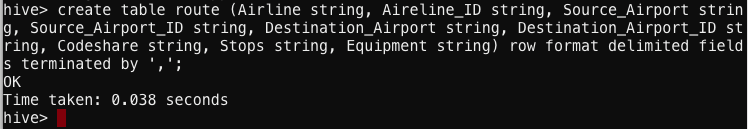 hive> create table route (Airline string, Aireline_ID string, Source_Airport strin
g, Source_Airport_ID string, Destination_Airport string, Destination_Airport_ID st
ring, Codeshare string, Stops string, Equipment string) row format delimited field
s terminated by ',';
OK
Time taken: 0.038 seconds
hive>